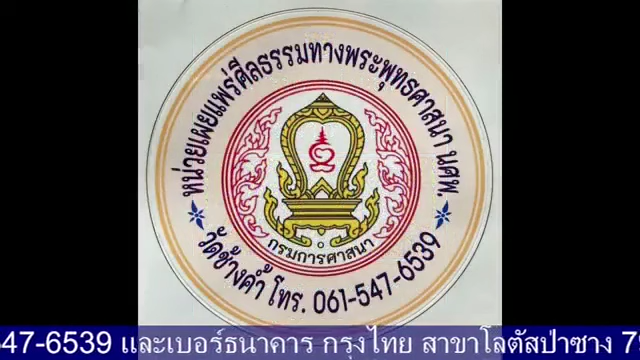 หน่วยเผยแพร่ศีลธรรมทางพระพุทธศาสนา นศพ.
กรมการศาสนา
วัดช้างค้ำ โทร. 061-547-6539
547-6539 และเบอร์ธนาคาร กรุงไทย สาขาโลตัสป่าซาง 7